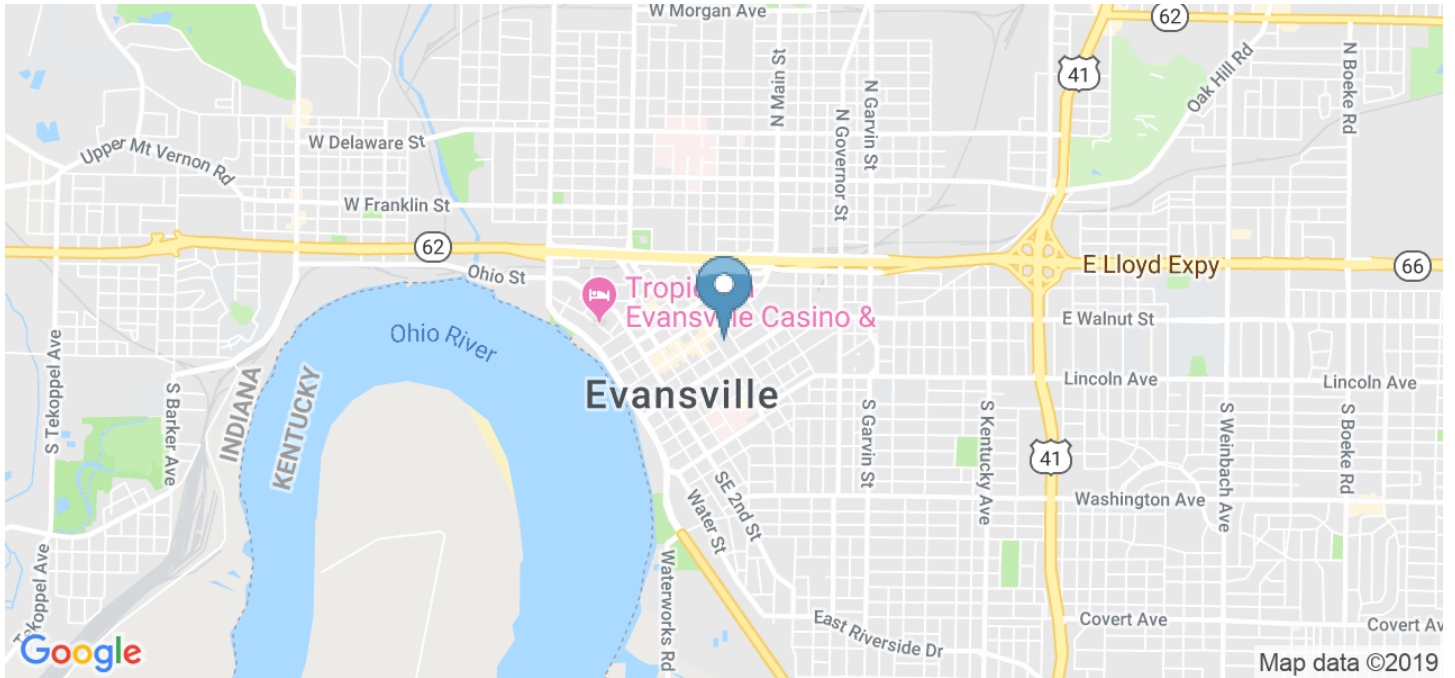 W Morgan Ave
62
41
Oak Hill Rd
N Boeke Rd
N Main St
N Garvin St
N Governor St
W Delaware St
Upper Mt Vernon Rd
W Franklin St
62
Ohio St
E Lloyd Expy
66
Evansville Casino &
E Walnut St
Ohio River
S Tekoppel Ave
S Barker Ave
INDIANA
KENTUCKY
Evansville
Lincoln Ave
Lincoln Ave
S Garvin St
S Kentucky Ave
41
S Weinbach Ave
S Boeke Rd
SE 2nd St
Water St
Washington Ave
Waterworks Rd
Tekoppel Ave
East Riverside Dr
Covert Ave
Covert Av
Google
Map data ©2019